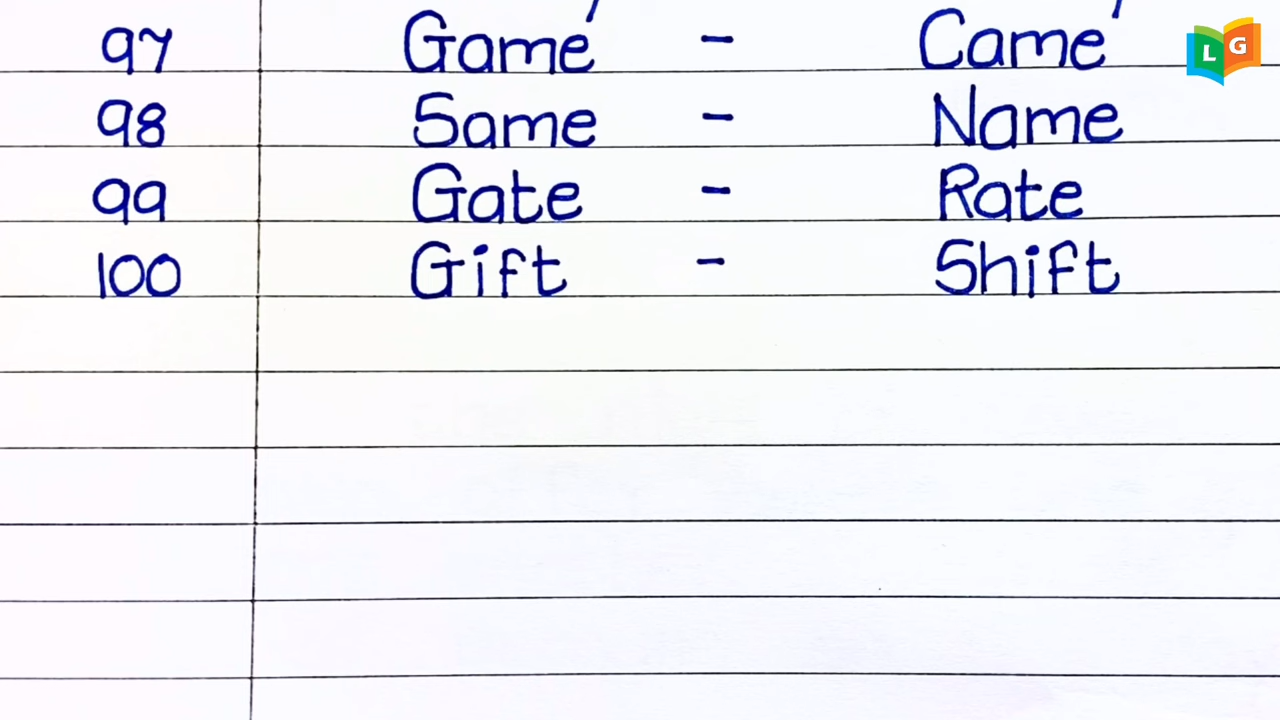 97 Game - Came
98 Same - Name
99 Gate - Rate
100 Gift - Shift
LG